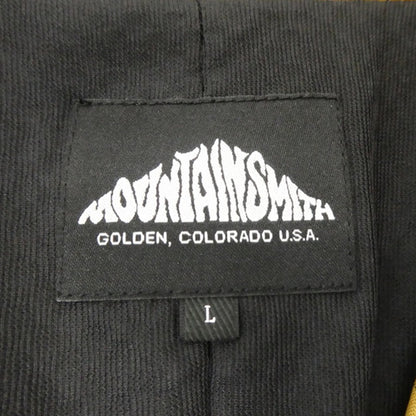 MOUNTAINSMITH
GOLDEN, COLORADO U.S.A.
L